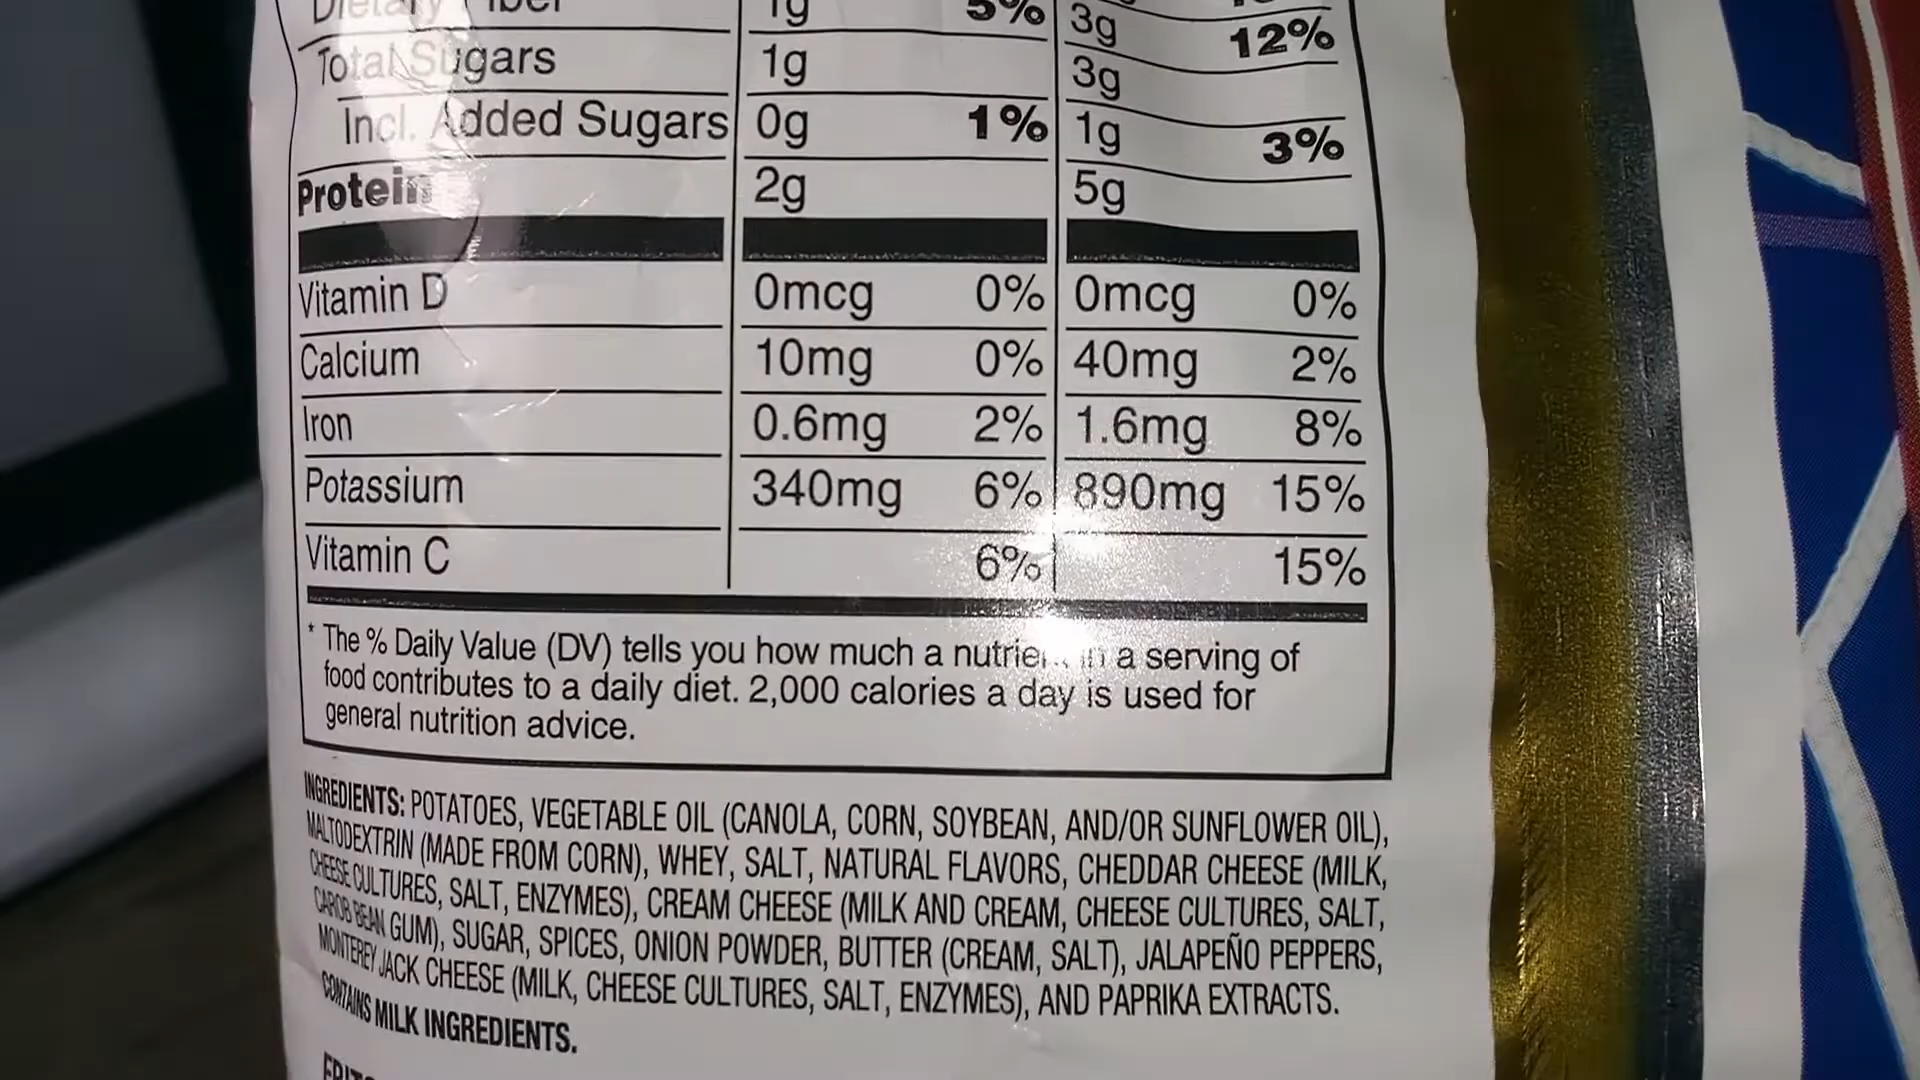 Dietary Fiber 1g 5% 3g 12%
Total Sugars 1g 3g
Incl. Added Sugars 0g 1% 1g 3%
Protein 2g 5g
Vitamin D 0mcg 0% 0mcg 0%
Calcium 10mg 0% 40mg 2%
Iron 0.6mg 2% 1.6mg 8%
Potassium 340mg 6% 890mg 15%
Vitamin C 6% 15%
* The % Daily Value (DV) tells you how much a nutrient in a serving of
food contributes to a daily diet. 2,000 calories a day is used for
general nutrition advice.
INGREDIENTS: POTATOES, VEGETABLE OIL (CANOLA, CORN, SOYBEAN, AND/OR SUNFLOWER OIL),
MALTODEXTRIN (MADE FROM CORN), WHEY, SALT, NATURAL FLAVORS, CHEDDAR CHEESE (MILK,
CHEESE CULTURES, SALT, ENZYMES), CREAM CHEESE (MILK AND CREAM, CHEESE CULTURES, SALT,
CAROB BEAN GUM), SUGAR, SPICES, ONION POWDER, BUTTER (CREAM, SALT), JALAPEÑO PEPPERS,
MONTEREY JACK CHEESE (MILK, CHEESE CULTURES, SALT, ENZYMES), AND PAPRIKA EXTRACTS.
CONTAINS MILK INGREDIENTS.